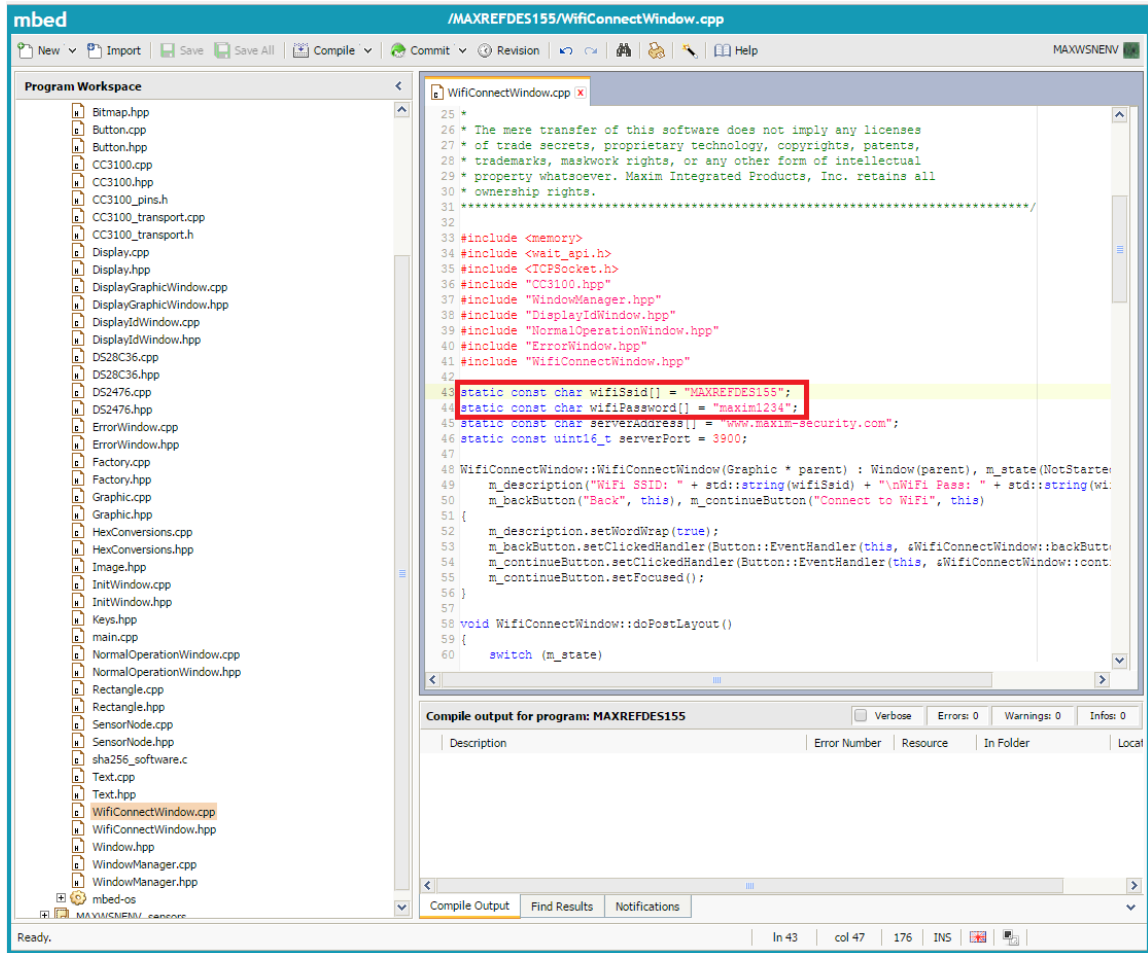 mbed
/MAXREFDES155/WifiConnectWindow.cpp
New Import Save Save All Compile Commit Revision Help MAXWSNENV
Program Workspace
Bitmap.hpp
Button.cpp
Button.hpp
CC3100.cpp
CC3100.hpp
CC3100_pins.h
CC3100_transport.cpp
CC3100_transport.h
Display.cpp
Display.hpp
DisplayGraphicWindow.cpp
DisplayGraphicWindow.hpp
DisplayIdWindow.cpp
DisplayIdWindow.hpp
DS28C36.cpp
DS28C36.hpp
DS2476.cpp
DS2476.hpp
ErrorWindow.cpp
ErrorWindow.hpp
Factory.cpp
Factory.hpp
Graphic.cpp
Graphic.hpp
HexConversions.cpp
HexConversions.hpp
Image.hpp
InitWindow.cpp
InitWindow.hpp
Keys.hpp
main.cpp
NormalOperationWindow.cpp
NormalOperationWindow.hpp
Rectangle.cpp
Rectangle.hpp
SensorNode.cpp
SensorNode.hpp
sha256_software.c
Text.cpp
Text.hpp
WifiConnectWindow.cpp
WifiConnectWindow.hpp
Window.hpp
WindowManager.cpp
WindowManager.hpp
mbed-os
MAXWSNENV_sensors
WifiConnectWindow.cpp
25 *
26 * The mere transfer of this software does not imply any licenses
27 * of trade secrets, proprietary technology, copyrights, patents,
28 * trademarks, maskwork rights, or any other form of intellectual
29 * property whatsoever. Maxim Integrated Products, Inc. retains all
30 * ownership rights.
31 *******************************************************************************/
32
33 #include <memory>
34 #include <wait_api.h>
35 #include <TCPSocket.h>
36 #include "CC3100.hpp"
37 #include "WindowManager.hpp"
38 #include "DisplayIdWindow.hpp"
39 #include "NormalOperationWindow.hpp"
40 #include "ErrorWindow.hpp"
41 #include "WifiConnectWindow.hpp"
42
43 static const char wifiSsid[] = "MAXREFDES155";
44 static const char wifiPassword[] = "maxim1234";
45 static const char serverAddress[] = "www.maxim-security.com";
46 static const uint16_t serverPort = 3900;
47
48 WifiConnectWindow::WifiConnectWindow(Graphic * parent) : Window(parent), m_state(NotStarted
49 m_description("WiFi SSID: " + std::string(wifiSsid) + "\nWiFi Pass: " + std::string(wi
50 m_backButton("Back", this), m_continueButton("Connect to WiFi", this)
51 {
52 m_description.setWordWrap(true);
53 m_backButton.setClickedHandler(Button::EventHandler(this, &WifiConnectWindow::backButt
54 m_continueButton.setClickedHandler(Button::EventHandler(this, &WifiConnectWindow::cont
55 m_continueButton.setFocused();
56 }
57
58 void WifiConnectWindow::doPostLayout()
59 {
60 switch (m_state)
Compile output for program: MAXREFDES155 Verbose Errors: 0 Warnings: 0 Infos: 0
Description Error Number Resource In Folder Locat
Compile Output Find Results Notifications
Ready. ln 43 col 47 176 INS